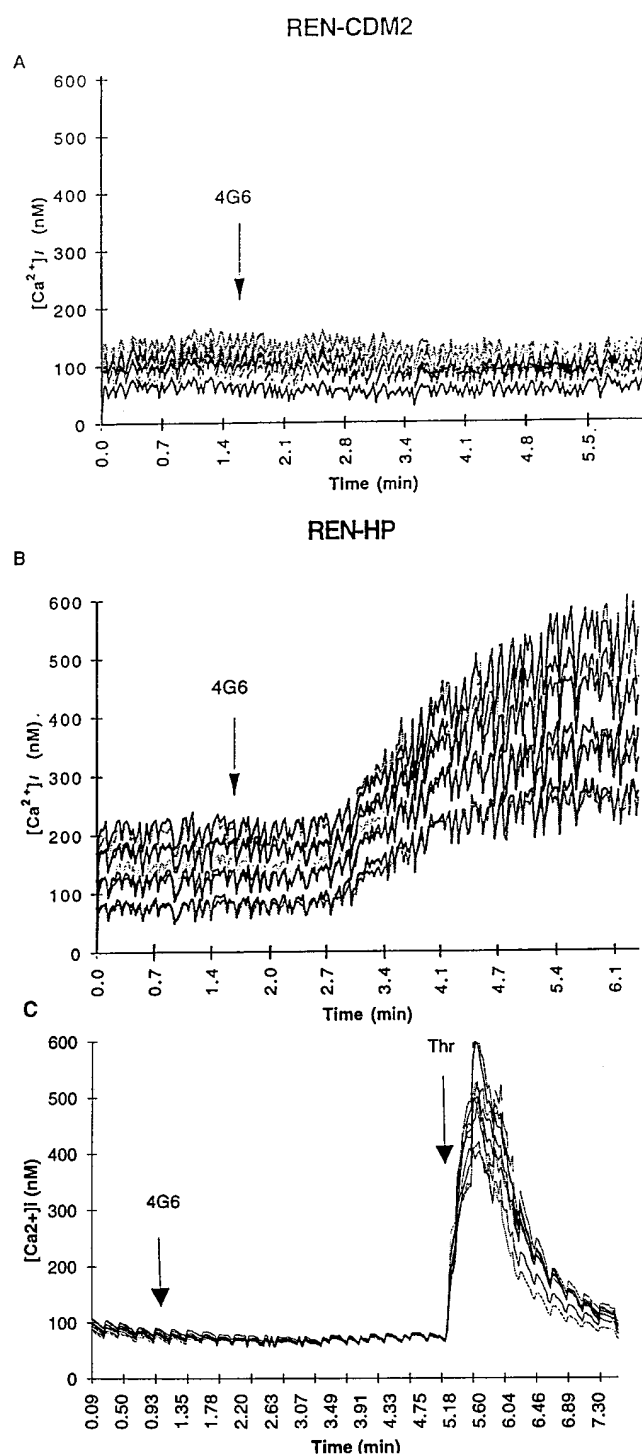 REN-CDM2
A
600
500
400
300
200
100
0
[Ca2+]i (nM)
4G6
0.0 0.7 1.4 2.1 2.8 3.4 4.1 4.8 5.5.
Time (min)
REN-HP
B
600
500
400
300
200
100
0
[Ca2+]i (nM).
4G6
0.0 0.7 1.4 2.0 2.7 3.4 4.1 4.7 5.4 6.1
Time (min)
C
600
500
400
300
200
100
0
[Ca2+]i (nM)
4G6
Thr
0.09 0.50 0.93 1.35 1.78 2.20 2.63 3.07 3.49 3.91 4.33 4.75 5.18 5.60 6.04 6.46 6.89 7.30
Time (min)